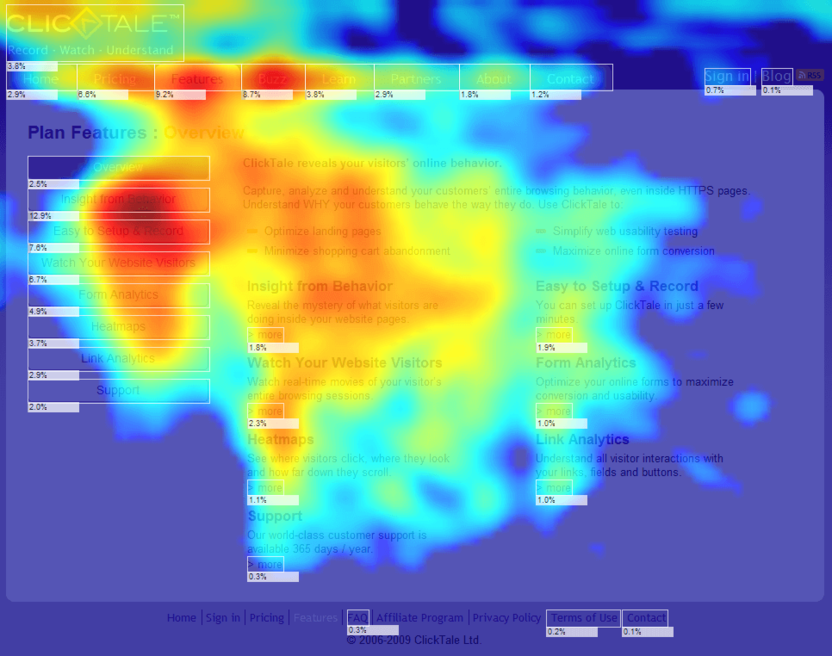 CLICKTALE™
Record - Watch - Understand
3.8%
Home Pricing Features Buzz Learn Partners About Contact Sign in Blog RSS
2.9% 6.6% 9.2% 8.7% 3.8% 2.9% 1.8% 1.2% 0.7% 0.1%
Plan Features : Overview
Overview
2.5%
Insight from Behavior
12.9%
Easy to Setup & Record
7.6%
Watch Your Website Visitors
6.7%
Form Analytics
4.9%
Heatmaps
3.7%
Link Analytics
2.9%
Support
2.0%
ClickTale reveals your visitors' online behavior.
Capture, analyze and understand your customers' entire browsing behavior, even inside HTTPS pages.
Understand WHY your customers behave the way they do. Use ClickTale to:
Optimize landing pages
Minimize shopping cart abandonment
Simplify web usability testing
Maximize online form conversion
Insight from Behavior
Reveal the mystery of what visitors are
doing inside your website pages.
> more
1.8%
Easy to Setup & Record
You can set up ClickTale in just a few
minutes.
> more
1.9%
Watch Your Website Visitors
Watch real-time movies of your visitor's
entire browsing sessions.
> more
2.3%
Form Analytics
Optimize your online forms to maximize
conversion and usability.
> more
1.0%
Heatmaps
See where visitors click, where they look
and how far down they scroll.
> more
1.1%
Link Analytics
Understand all visitor interactions with
your links, fields and buttons.
> more
1.0%
Support
Our world-class customer support is
available 365 days / year.
> more
0.3%
Home Sign in Pricing Features FAQ Affiliate Program Privacy Policy Terms of Use Contact
0.3% 0.2% 0.1%
© 2006-2009 ClickTale Ltd.